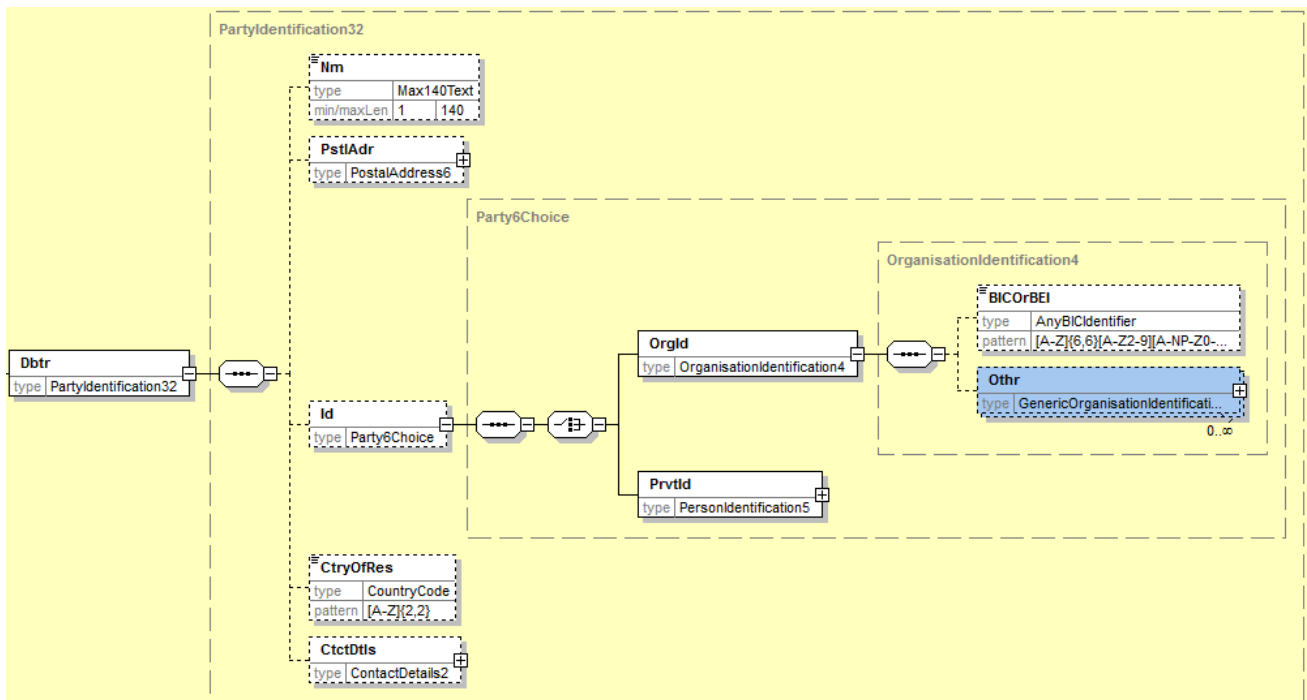 PartyIdentification32
Nm
type Max140Text
min/maxLen 1 140
PstlAdr
type PostalAddress6
Party6Choice
OrganisationIdentification4
BICOrBEI
type AnyBICIdentifier
pattern [A-Z]{6,6}[A-Z2-9][A-NP-Z0-...
Dbtr
type PartyIdentification32
OrgId
type OrganisationIdentification4
Othr
type GenericOrganisationIdentificati...
0..∞
Id
type Party6Choice
PrvtId
type PersonIdentification5
CtryOfRes
type CountryCode
pattern [A-Z]{2,2}
CtctDtls
type ContactDetails2